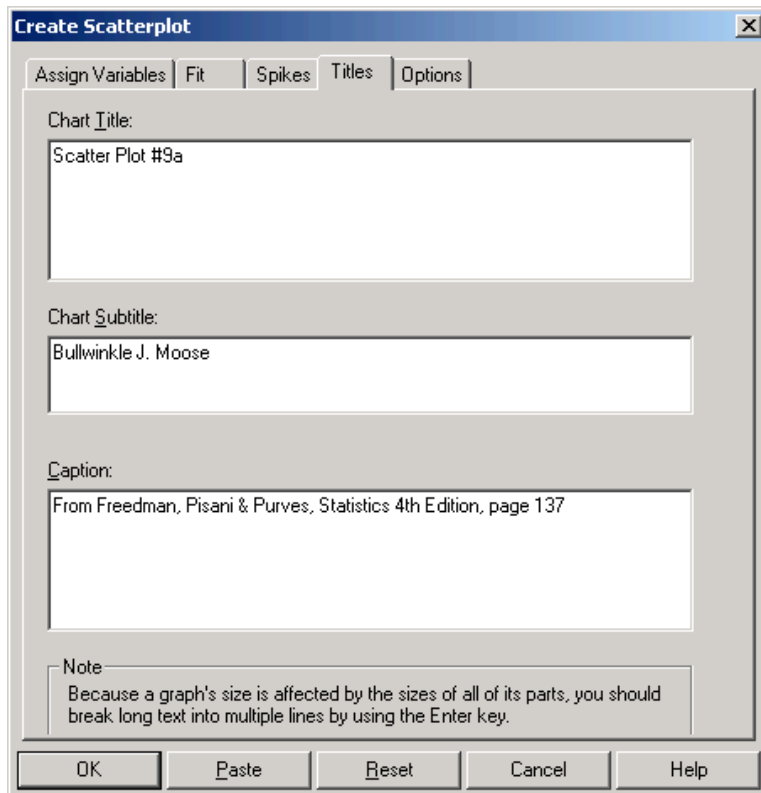 Create Scatterplot
Assign Variables Fit Spikes Titles Options
Chart Title:
Scatter Plot #9a
Chart Subtitle:
Bullwinkle J. Moose
Caption:
From Freedman, Pisani & Purves, Statistics 4th Edition, page 137
Note
Because a graph's size is affected by the sizes of all of its parts, you should
break long text into multiple lines by using the Enter key.
OK Paste Reset Cancel Help